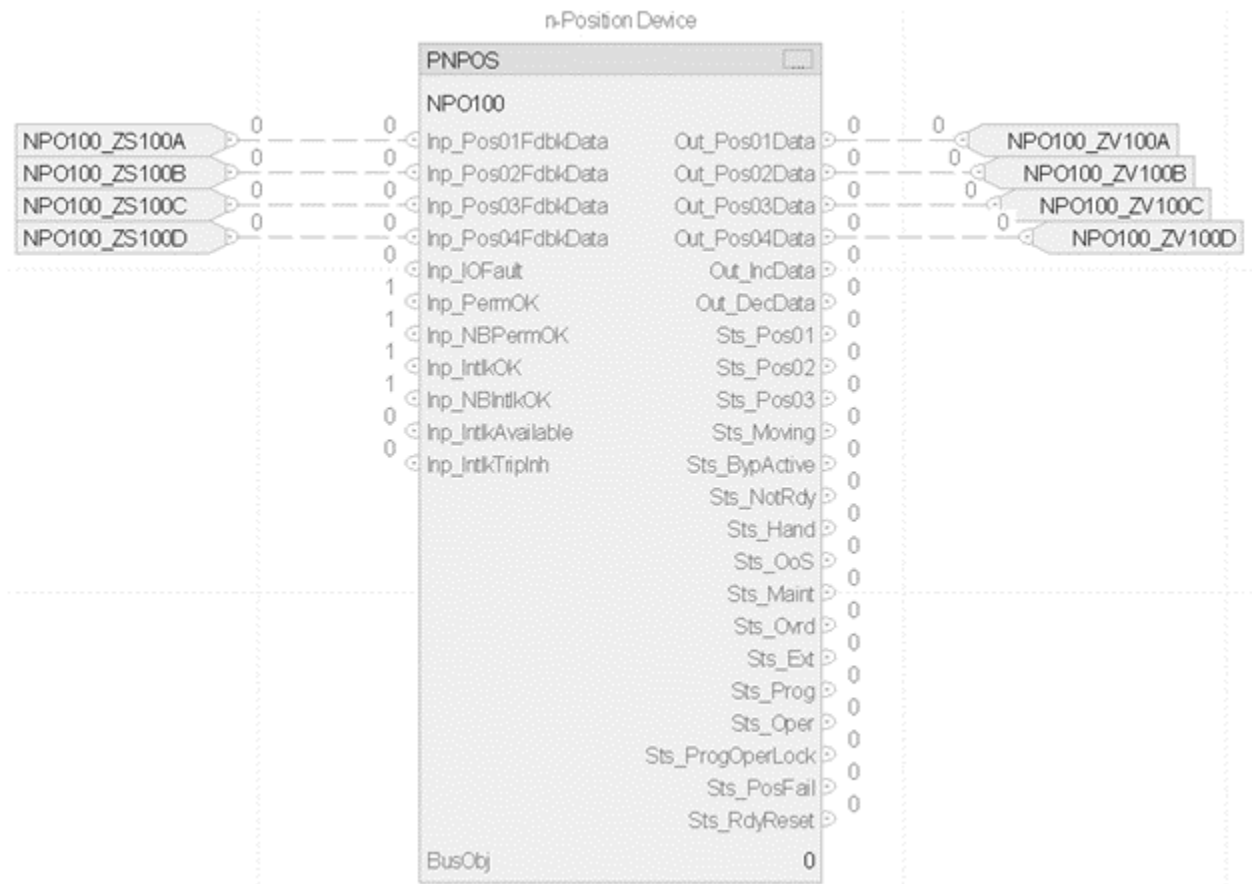 n-Position Device
PNPOS ...
NPO100
NPO100_ZS100A 0 0 Inp_Pos01FdbkData Out_Pos01Data 0 0 NPO100_ZV100A
NPO100_ZS100B 0 0 Inp_Pos02FdbkData Out_Pos02Data 0 0 NPO100_ZV100B
NPO100_ZS100C 0 0 Inp_Pos03FdbkData Out_Pos03Data 0 0 NPO100_ZV100C
NPO100_ZS100D 0 0 Inp_Pos04FdbkData Out_Pos04Data 0 0 NPO100_ZV100D
0 Inp_IOFault Out_IncData 0
1 Inp_PermOK Out_DecData 0
1 Inp_NBPermOK Sts_Pos01 0
1 Inp_IntlkOK Sts_Pos02 0
1 Inp_NBIntlkOK Sts_Pos03 0
0 Inp_IntlkAvailable Sts_Moving 0
0 Inp_IntlkTripInh Sts_BypActive 0
Sts_NotRdy 0
Sts_Hand 0
Sts_OoS 0
Sts_Maint 0
Sts_Ovrd 0
Sts_Ext 0
Sts_Prog 0
Sts_Oper 0
Sts_ProgOperLock 0
Sts_PosFail 0
Sts_RdyReset 0
BusObj 0